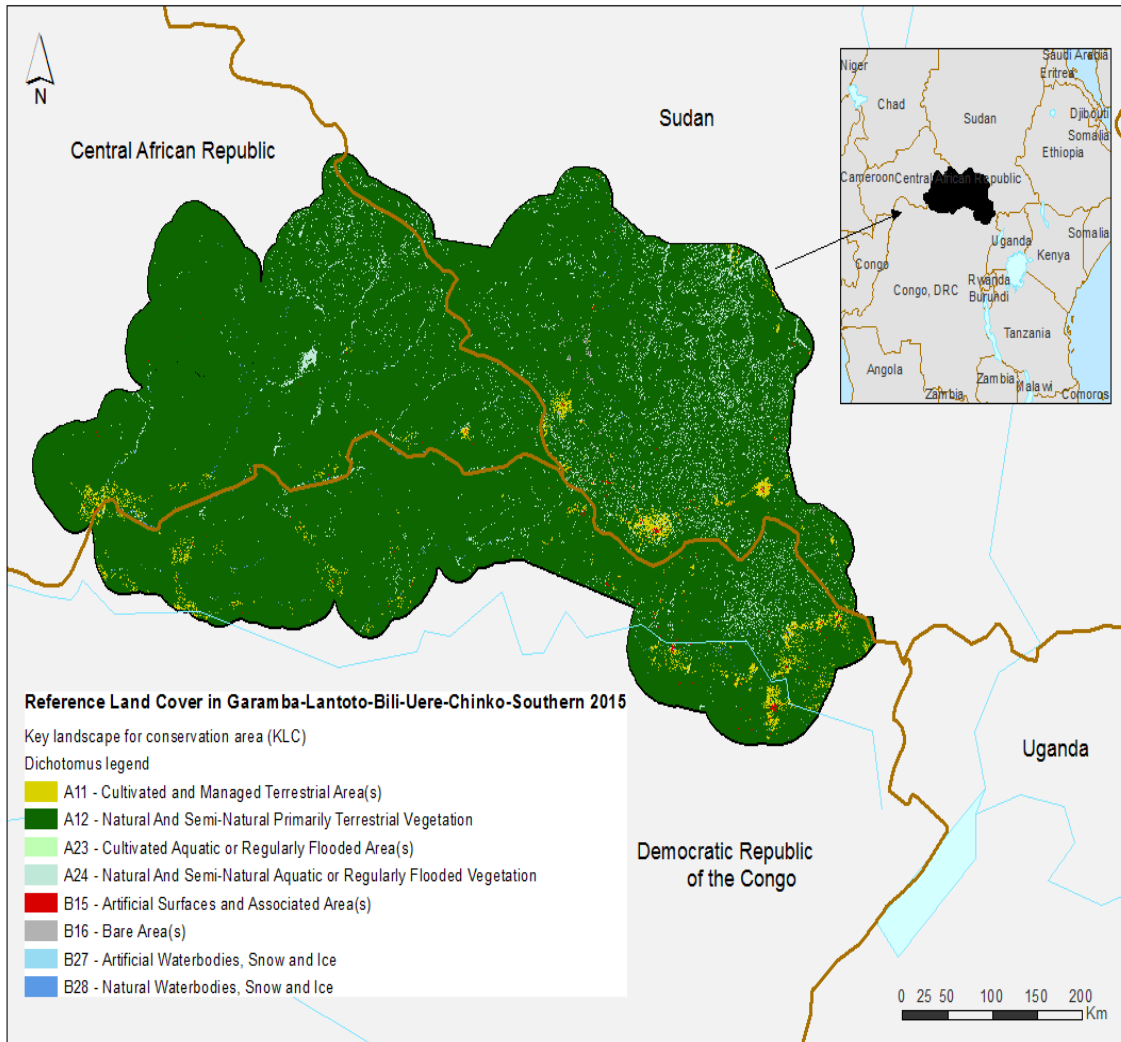 N
Central African Republic
Sudan
Saudi Arabia
Niger
Eritrea
Chad
Sudan
Djibouti
Somalia
Ethiopia
Cameroon
Central African Republic
Uganda
Somalia
Congo
Kenya
Congo, DRC
Rwanda
Burundi
Tanzania
Angola
Zambia
Malawi
Zambia
Comoros
Reference Land Cover in Garamba-Lantoto-Bili-Uere-Chinko-Southern 2015
Key landscape for conservation area (KLC)
Dichotomus legend
A11 - Cultivated and Managed Terrestrial Area(s)
A12 - Natural And Semi-Natural Primarily Terrestrial Vegetation
A23 - Cultivated Aquatic or Regularly Flooded Area(s)
A24 - Natural And Semi-Natural Aquatic or Regularly Flooded Vegetation
B15 - Artificial Surfaces and Associated Area(s)
B16 - Bare Area(s)
B27 - Artificial Waterbodies, Snow and Ice
B28 - Natural Waterbodies, Snow and Ice
Uganda
Democratic Republic
of the Congo
0 25 50 100 150 200
Km